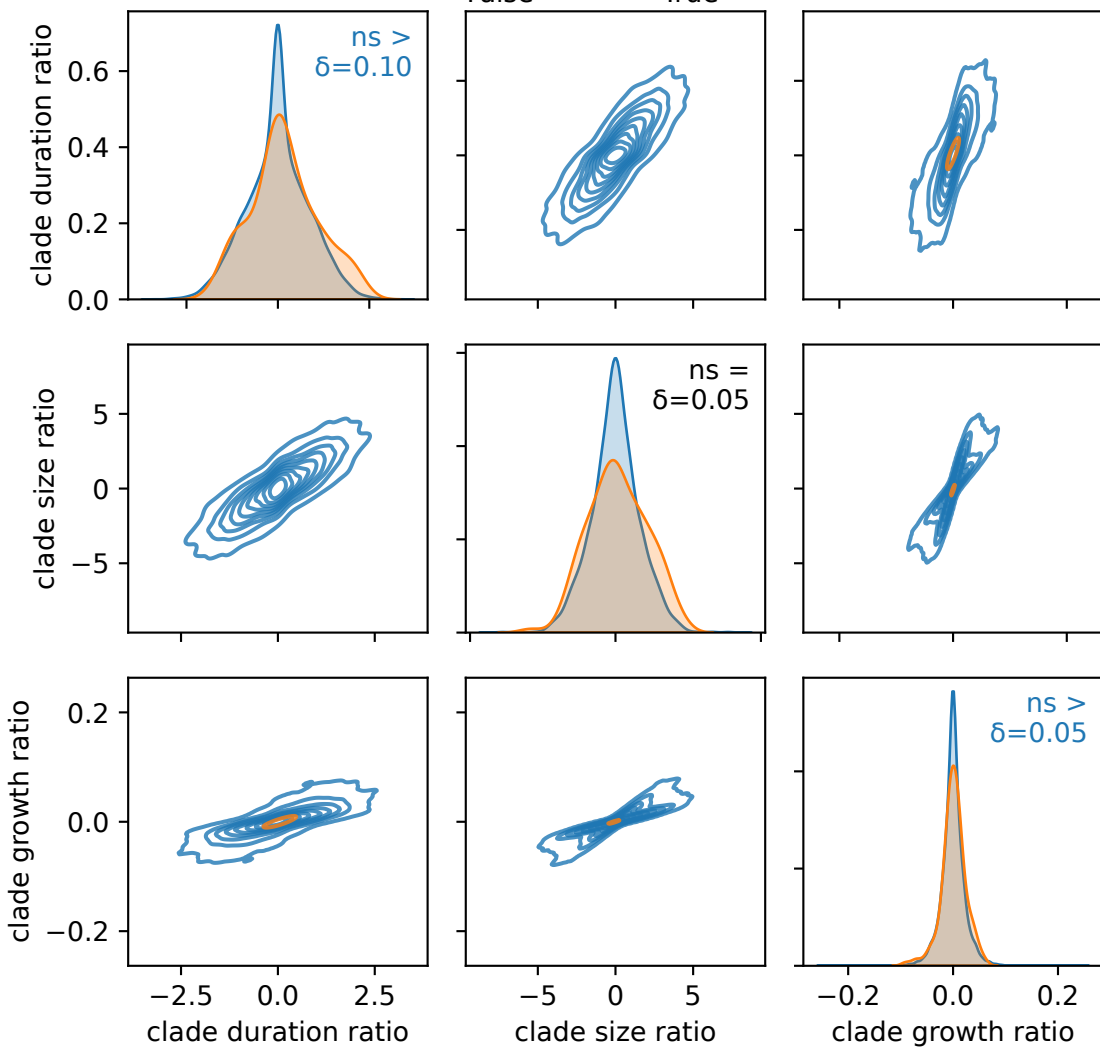 False True
clade duration ratio
0.6
0.4
0.2
0.0
ns >
δ=0.10
clade size ratio
5
0
−5
ns =
δ=0.05
clade growth ratio
0.2
0.0
−0.2
ns >
δ=0.05
−2.5 0.0 2.5
−5 0 5
−0.2 0.0 0.2
clade duration ratio
clade size ratio
clade growth ratio